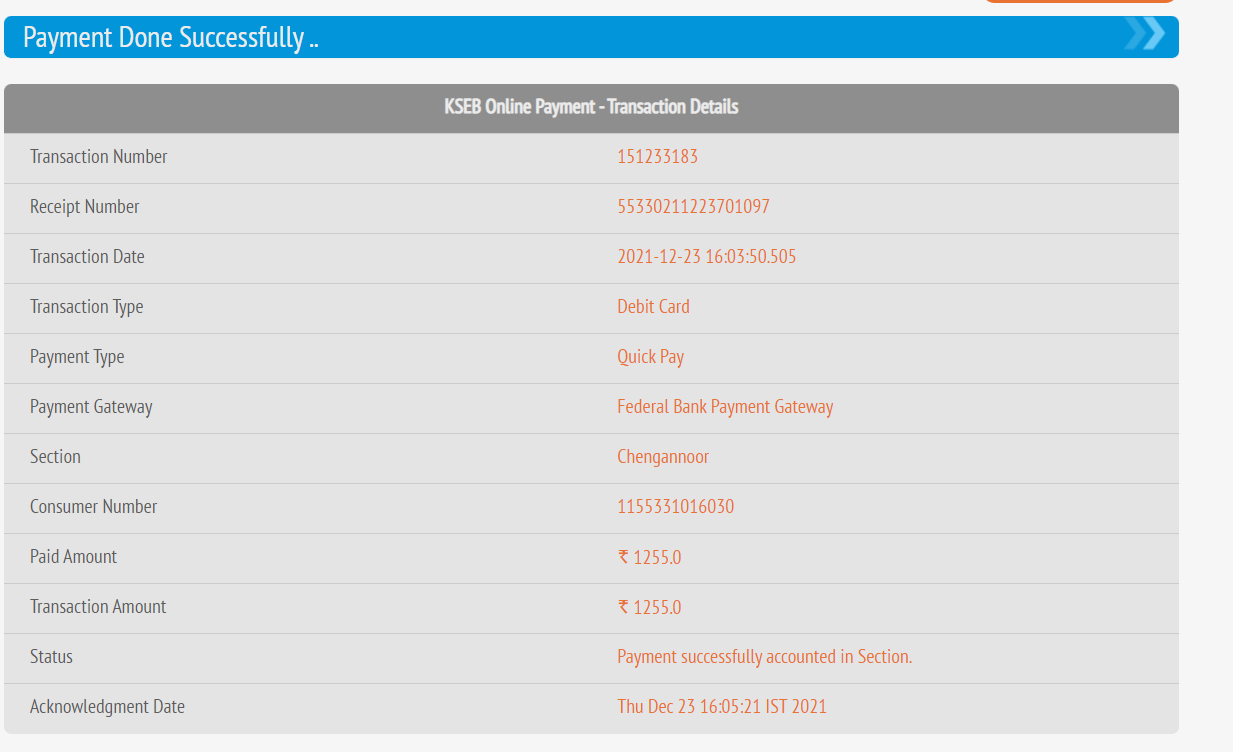 Payment Done Successfully ..
KSEB Online Payment - Transaction Details
Transaction Number 151233183
Receipt Number 55330211223701097
Transaction Date 2021-12-23 16:03:50.505
Transaction Type Debit Card
Payment Type Quick Pay
Payment Gateway Federal Bank Payment Gateway
Section Chengannoor
Consumer Number 1155331016030
Paid Amount ₹ 1255.0
Transaction Amount ₹ 1255.0
Status Payment successfully accounted in Section.
Acknowledgment Date Thu Dec 23 16:05:21 IST 2021